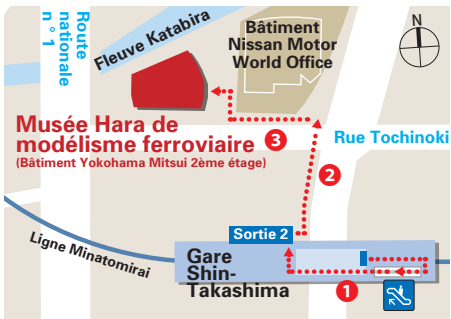 Route
nationale
n° 1
Fleuve Katabira
Bâtiment
Nissan Motor
World Office
N
Musée Hara de
modélisme ferroviaire
(Bâtiment Yokohama Mitsui 2ème étage)
3
Rue Tochinoki
2
Sortie 2
Ligne Minatomirai
Gare
Shin-
Takashima
1